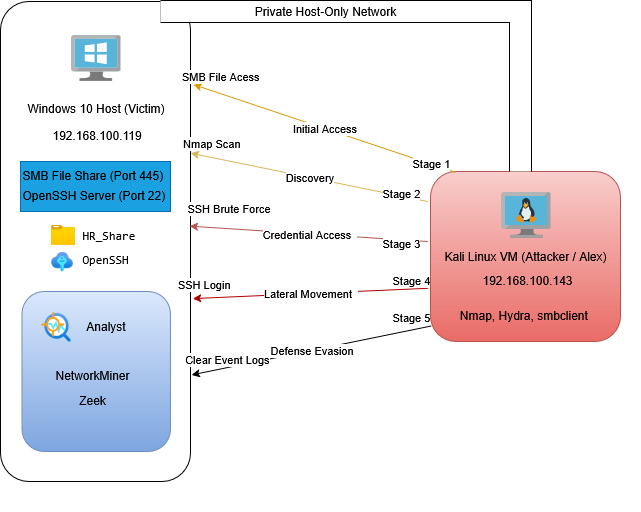 Private Host-Only Network
Windows 10 Host (Victim)
192.168.100.119
SMB File Share (Port 445)
OpenSSH Server (Port 22)
HR_Share
OpenSSH
Analyst
NetworkMiner
Zeek
SMB File Acess
Initial Access
Stage 1
Nmap Scan
Discovery
Stage 2
SSH Brute Force
Credential Access
Stage 3
SSH Login
Lateral Movement
Stage 4
Clear Event Logs
Defense Evasion
Stage 5
Kali Linux VM (Attacker / Alex)
192.168.100.143
Nmap, Hydra, smbclient